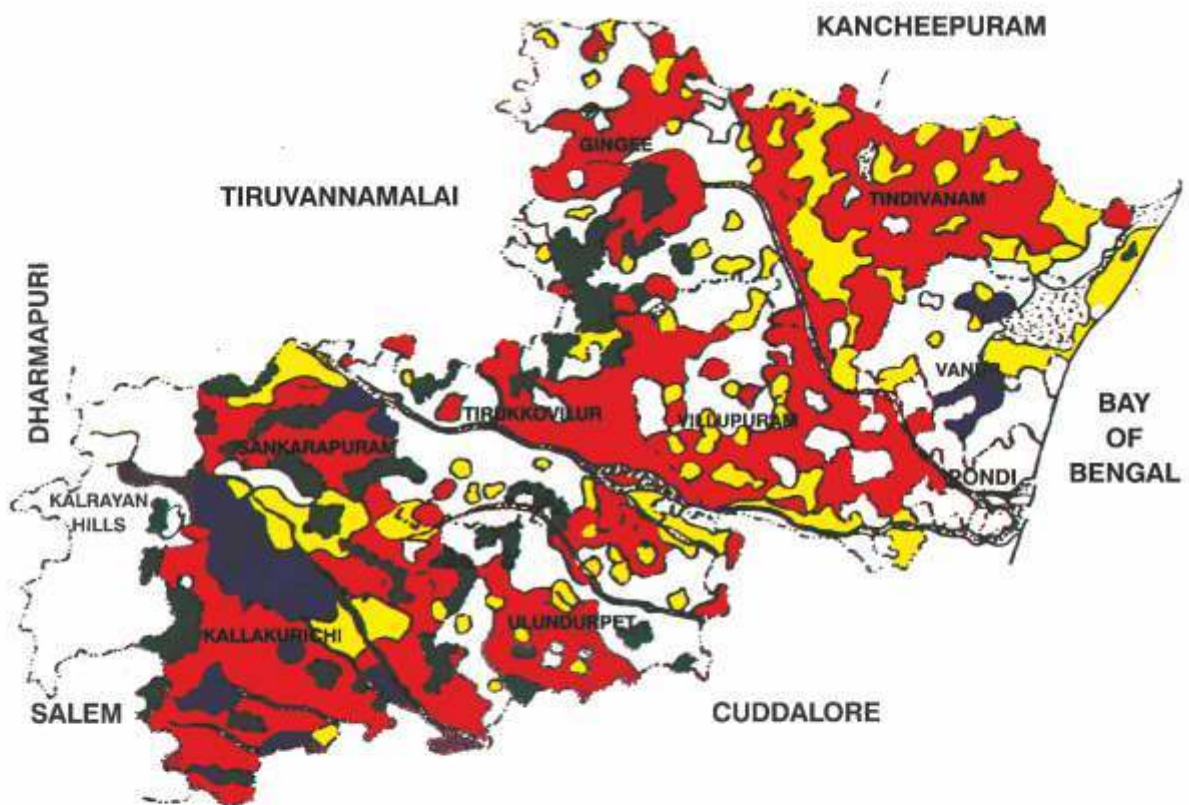 KANCHEEPURAM
GINGEE
TIRUVANNAMALAI
TINDIVANAM
DHARMAPURI
VANUR
TIRUKKOVILUR
VILLUPURAM
BAY
OF
BENGAL
SANKARAPURAM
PONDI
KALRAYAN
HILLS
ULUNDURPET
KALLAKURICHI
SALEM
CUDDALORE